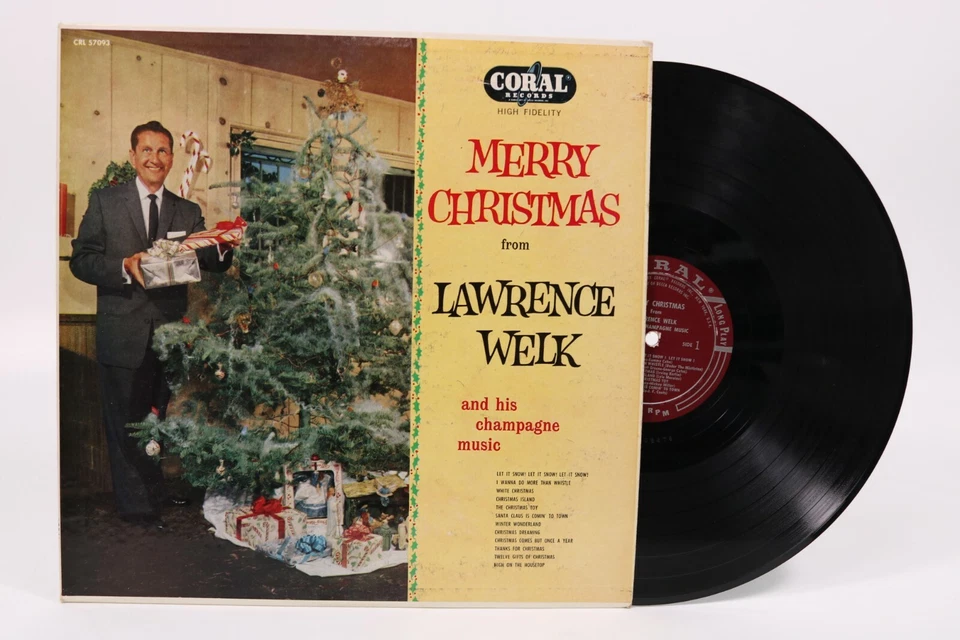 CRL 57093
CORAL
RECORDS
HIGH FIDELITY
MERRY
CHRISTMAS
from
LAWRENCE
WELK
and his
champagne
music
LET IT SNOW! LET IT SNOW! LET IT SNOW!
I WANNA DO MORE THAN WHISTLE
WHITE CHRISTMAS
CHRISTMAS ISLAND
THE CHRISTMAS TOY
SANTA CLAUS IS COMIN' TO TOWN
WINTER WONDERLAND
CHRISTMAS DREAMING
CHRISTMAS COMES BUT ONCE A YEAR
THANKS FOR CHRISTMAS
TWELVE GIFTS OF CHRISTMAS
HIGH ON THE HOUSETOP
RAL
LONG PLAY
Y CHRISTMAS
From
RENCE WELK
HAMPAGNE MUSIC
SIDE 1
RPM